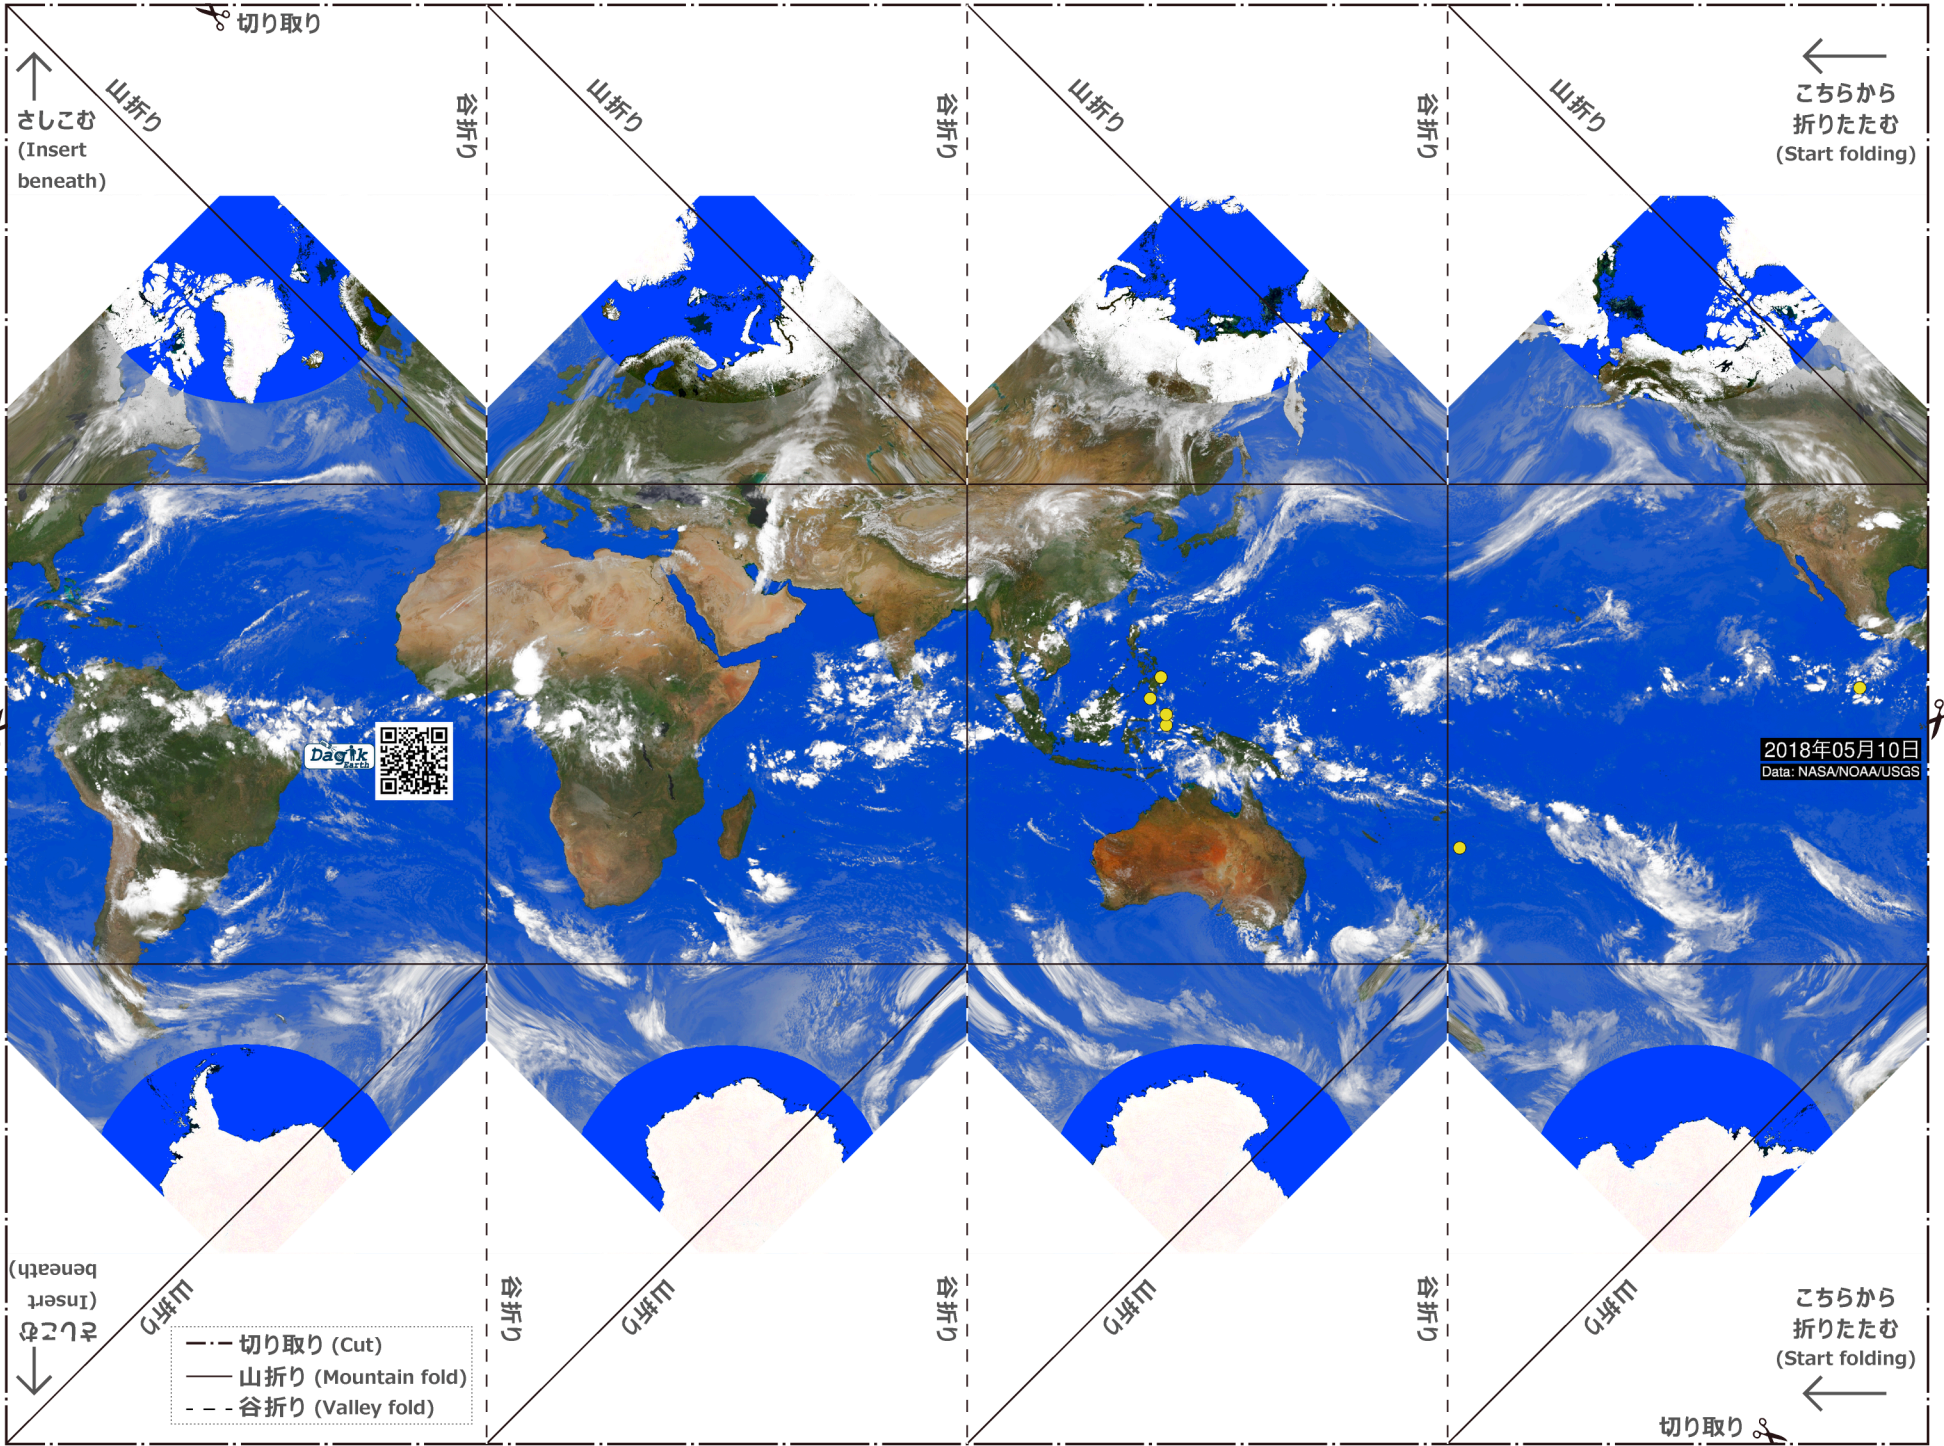 切り取り
山折り
谷折り
山折り
谷折り
山折り
谷折り
山折り
さしこむ
(Insert
beneath)
こちらから
折りたたむ
(Start folding)
Dagik
Earth
2018年05月10日
Data: NASA/NOAA/USGS
さしこむ
(Insert
beneath)
山折り
谷折り
山折り
谷折り
山折り
谷折り
山折り
こちらから
折りたたむ
(Start folding)
切り取り (Cut)
山折り (Mountain fold)
谷折り (Valley fold)
切り取り